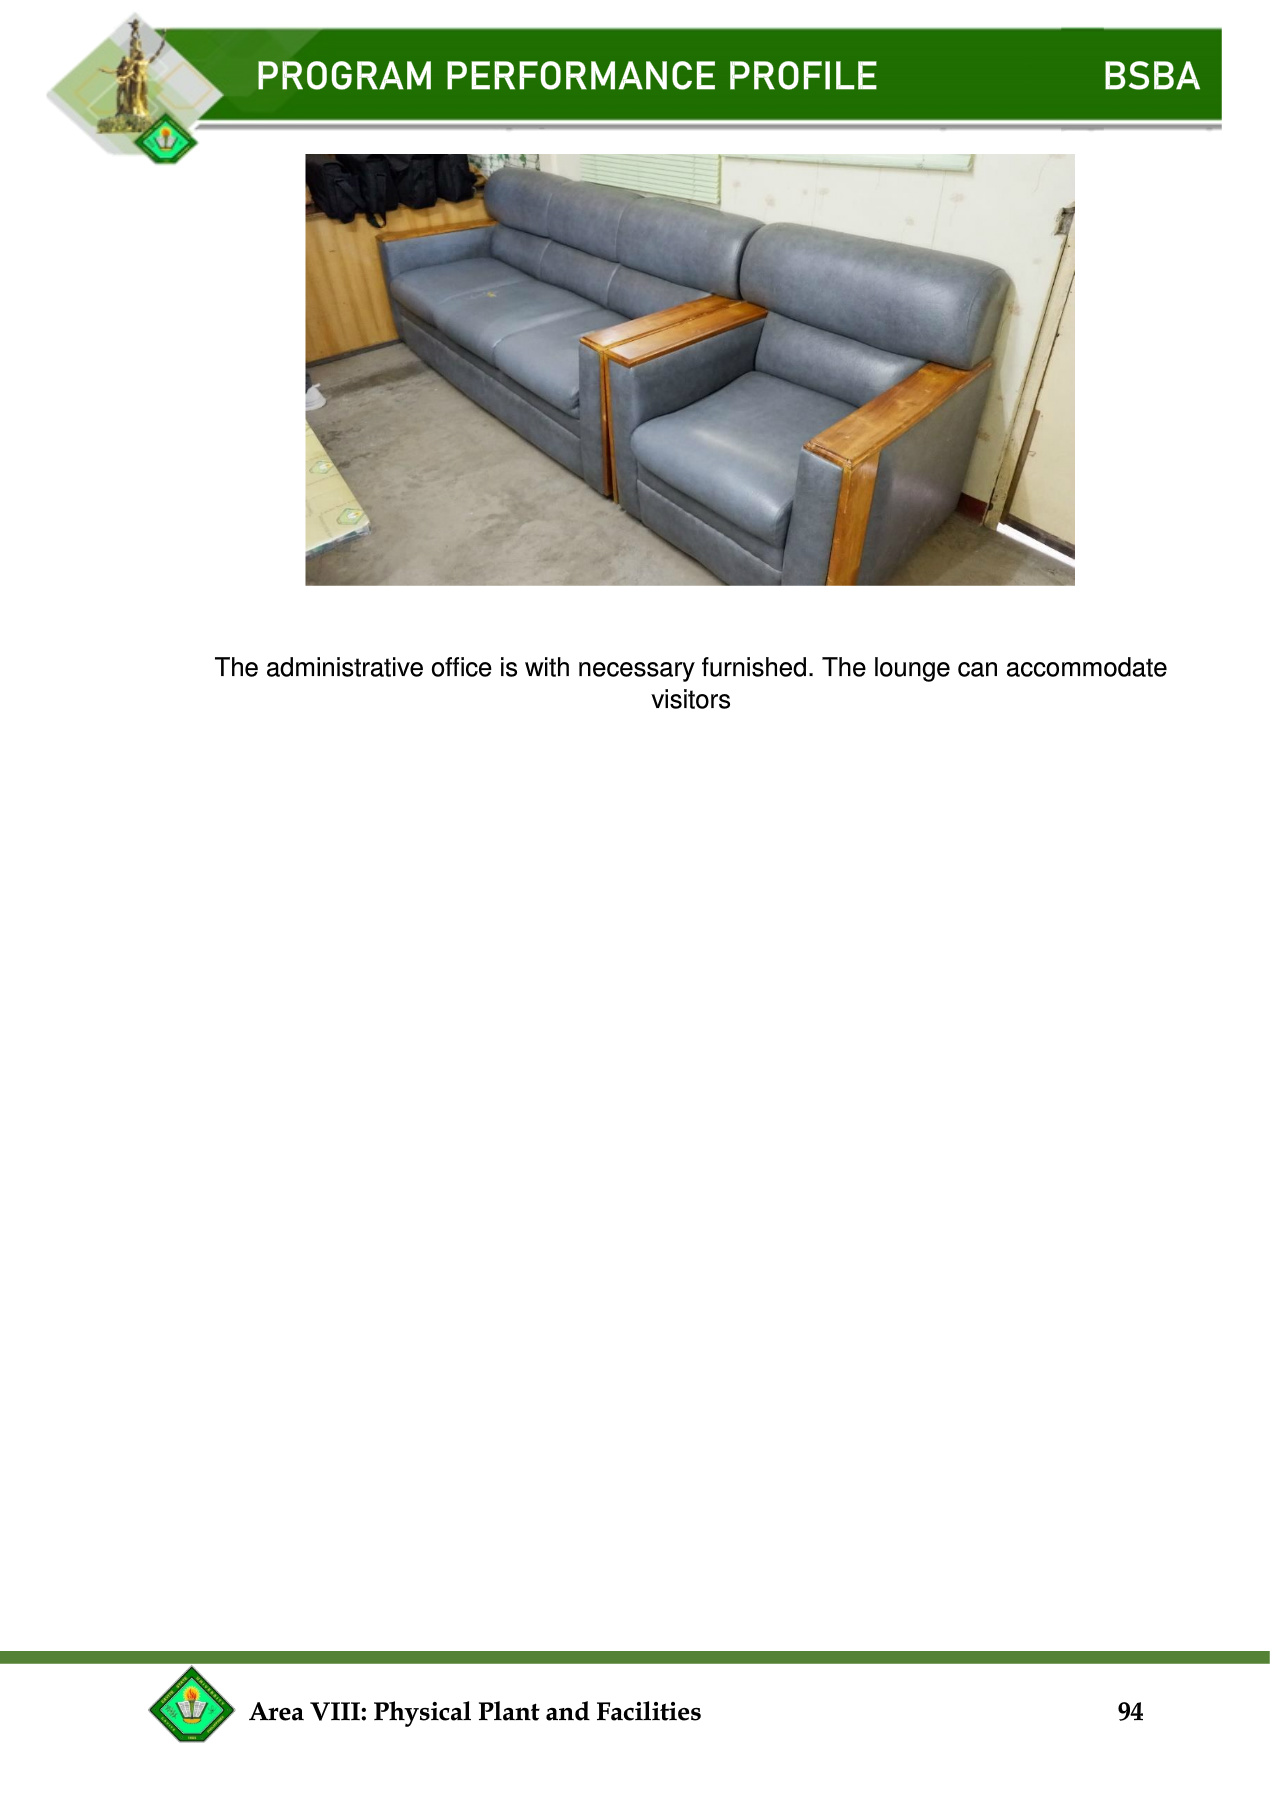 PROGRAM PERFORMANCE PROFILE BSBA
The administrative office is with necessary furnished. The lounge can accommodate
visitors
Area VIII: Physical Plant and Facilities 94